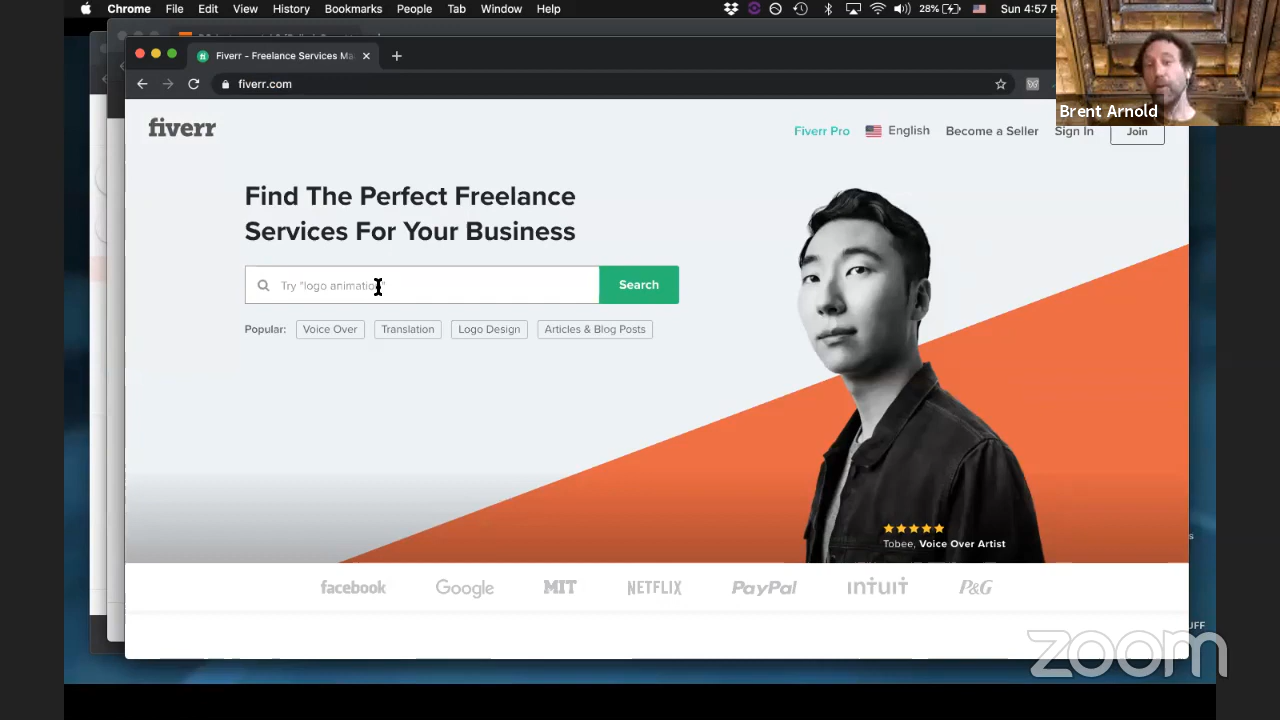 Chrome File Edit View History Bookmarks People Tab Window Help 28% Sun 4:57 P
Fiverr - Freelance Services Ma
fiverr.com
Brent Arnold
fiverr
Fiverr Pro English Become a Seller Sign In Join
Find The Perfect Freelance
Services For Your Business
Try "logo animation"
Search
Popular: Voice Over Translation Logo Design Articles & Blog Posts
Tobee, Voice Over Artist
facebook Google MIT NETFLIX PayPal intuit P&G
UFF
zoom